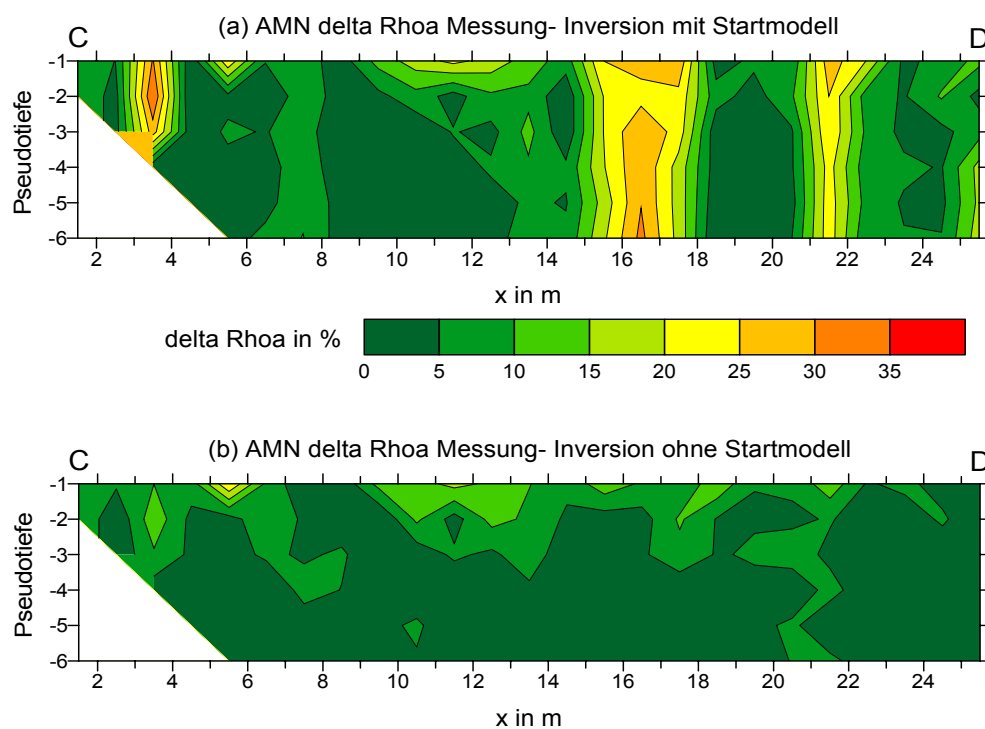 (a) AMN delta Rhoa Messung- Inversion mit Startmodell
C
D
-1
-2
-3
-4
-5
-6
Pseudotiefe
2 4 6 8 10 12 14 16 18 20 22 24
x in m
delta Rhoa in %
0 5 10 15 20 25 30 35
(b) AMN delta Rhoa Messung- Inversion ohne Startmodell
C
D
-1
-2
-3
-4
-5
-6
Pseudotiefe
2 4 6 8 10 12 14 16 18 20 22 24
x in m